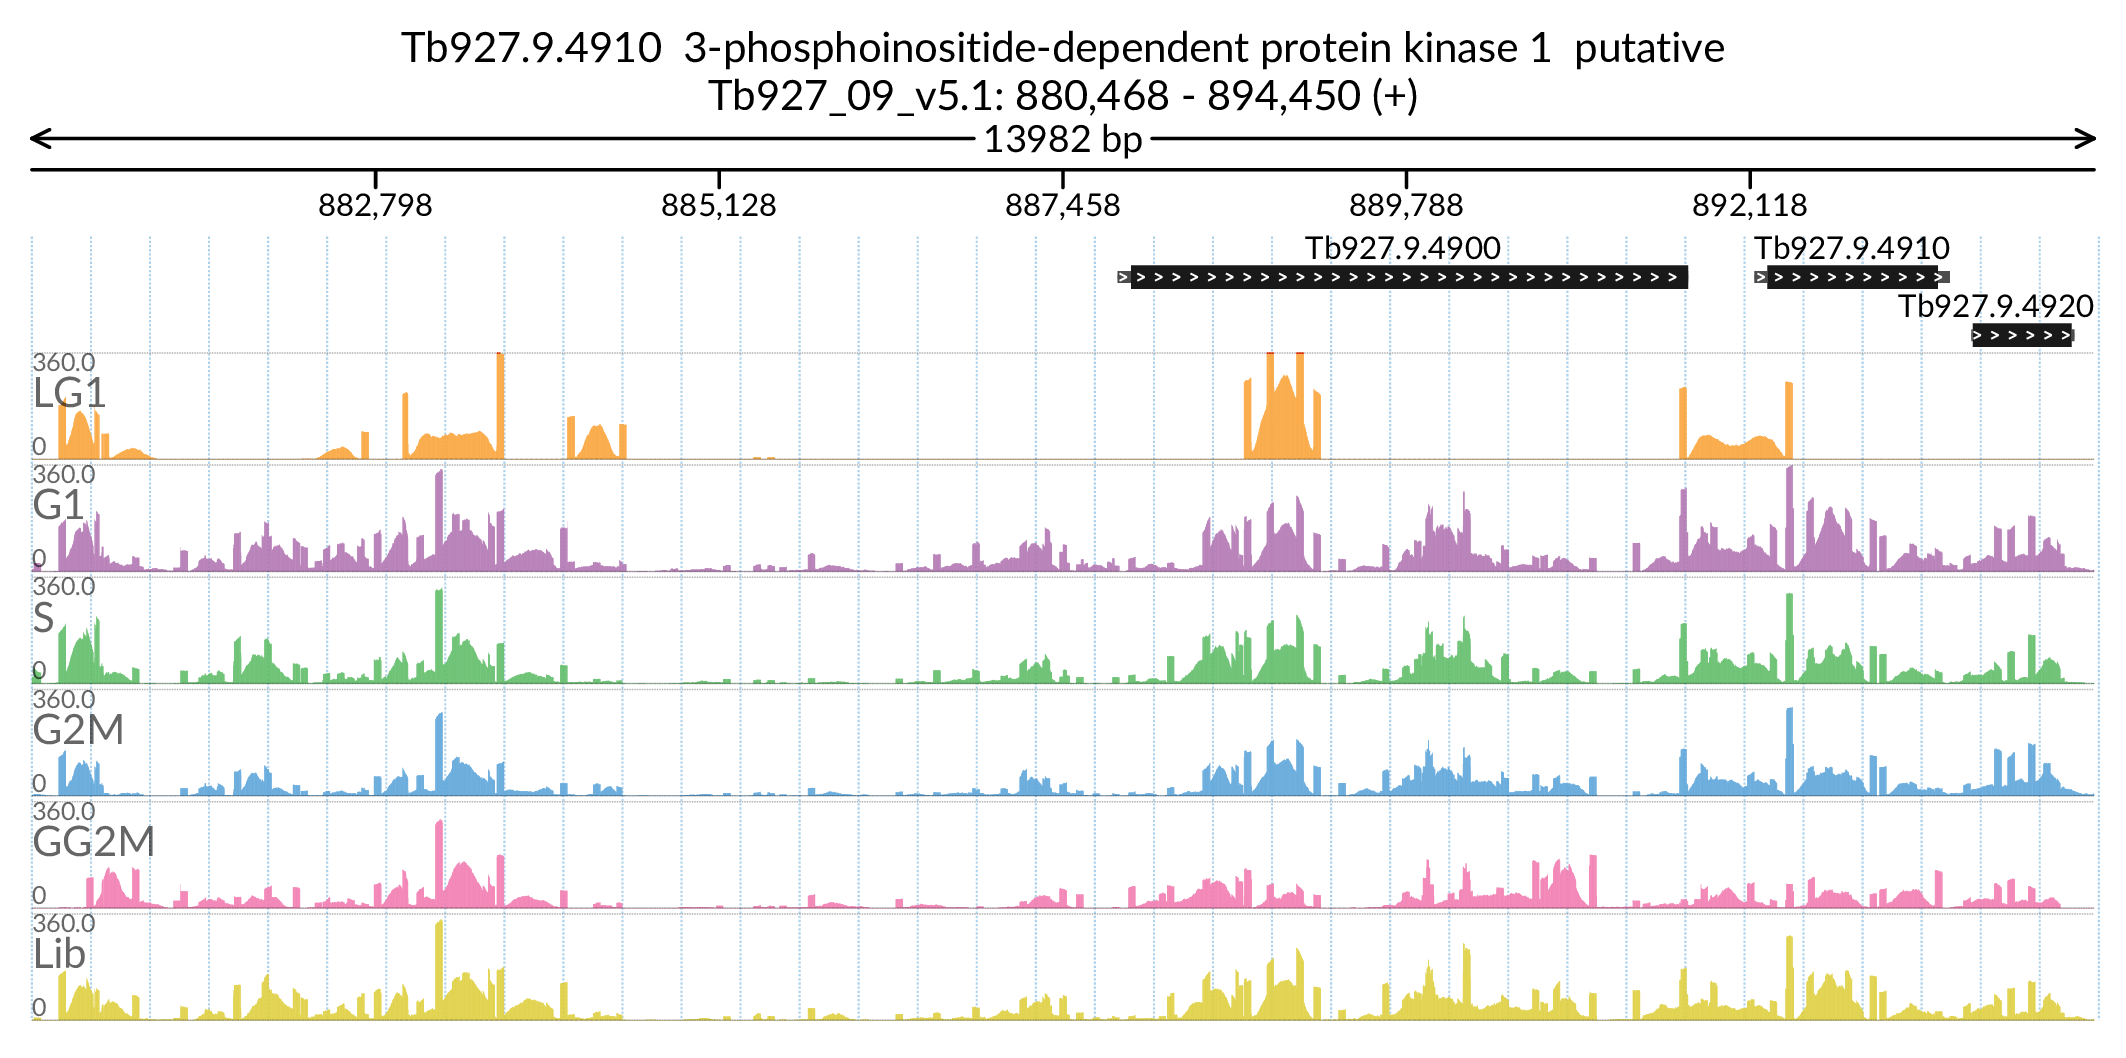 Tb927.9.4910  3-phosphoinositide-dependent protein kinase 1  putative
Tb927_09_v5.1: 880,468 - 894,450 (+)
13982 bp
882,798 885,128 887,458 889,788 892,118
Tb927.9.4900 Tb927.9.4910
Tb927.9.4920
360.0
LG1
0
360.0
G1
0
360.0
S
0
360.0
G2M
0
360.0
GG2M
0
360.0
Lib
0